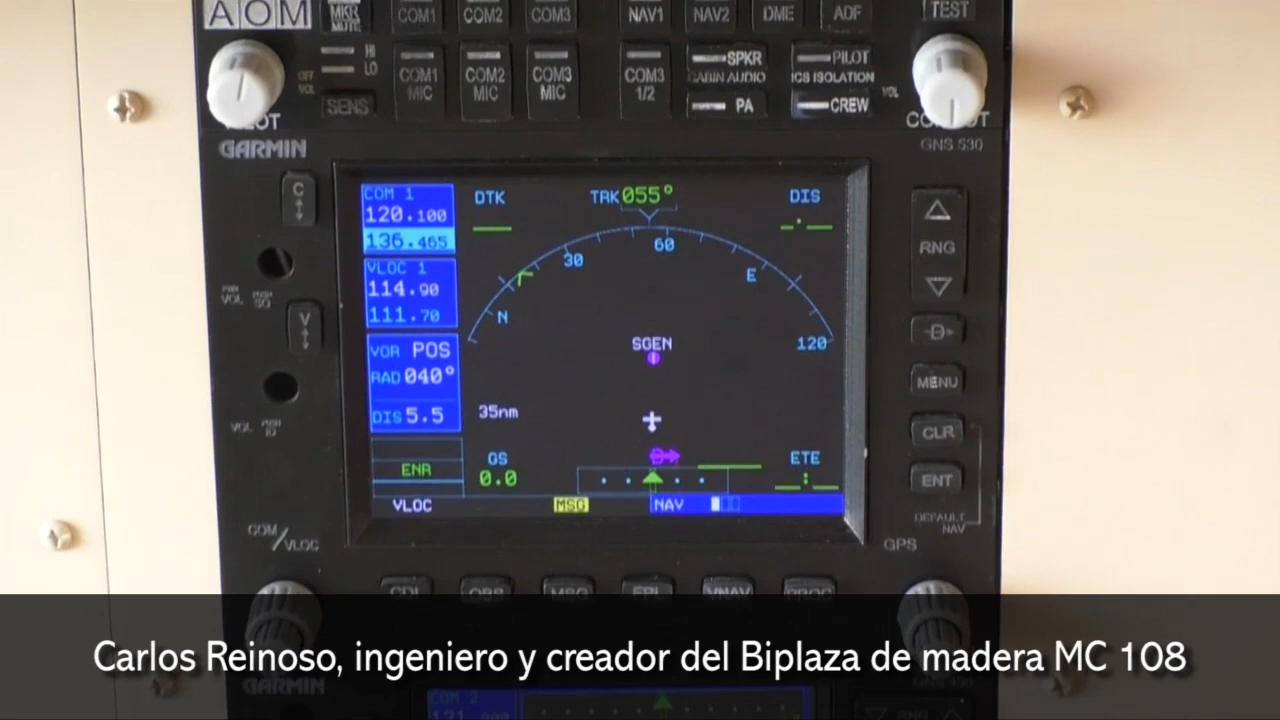 AOM
MKR MUTE
COM1 COM2 COM3 NAV1 NAV2 DME ADF TEST
HI
LO
OFF
VOL
SENS
COM1 MIC
COM2 MIC
COM3 MIC
COM3 1/2
SPKR
CABIN AUDIO
PA
PILOT
ICS ISOLATION
CREW
VOL
GARMIN
GNS 530
C
COM 1
120.100
136.465
VLOC 1
114.90
111.70
VOR POS
RAD 040°
DIS 5.5
ENR
DTK
TRK 055°
DIS
N 30 60 E 120
SGEN
35nm
GS
0.0
ETE
VLOC
MSG
NAV
RNG
D
MENU
CLR
ENT
DEFAULT NAV
PUSH SQ
VOL
V
VOL
COM/VLOC
GPS
CDI OBS MSG FPL VNAV PROC
Carlos Reinoso, ingeniero y creador del Biplaza de madera MC 108
GARMIN
COM 2
RNG